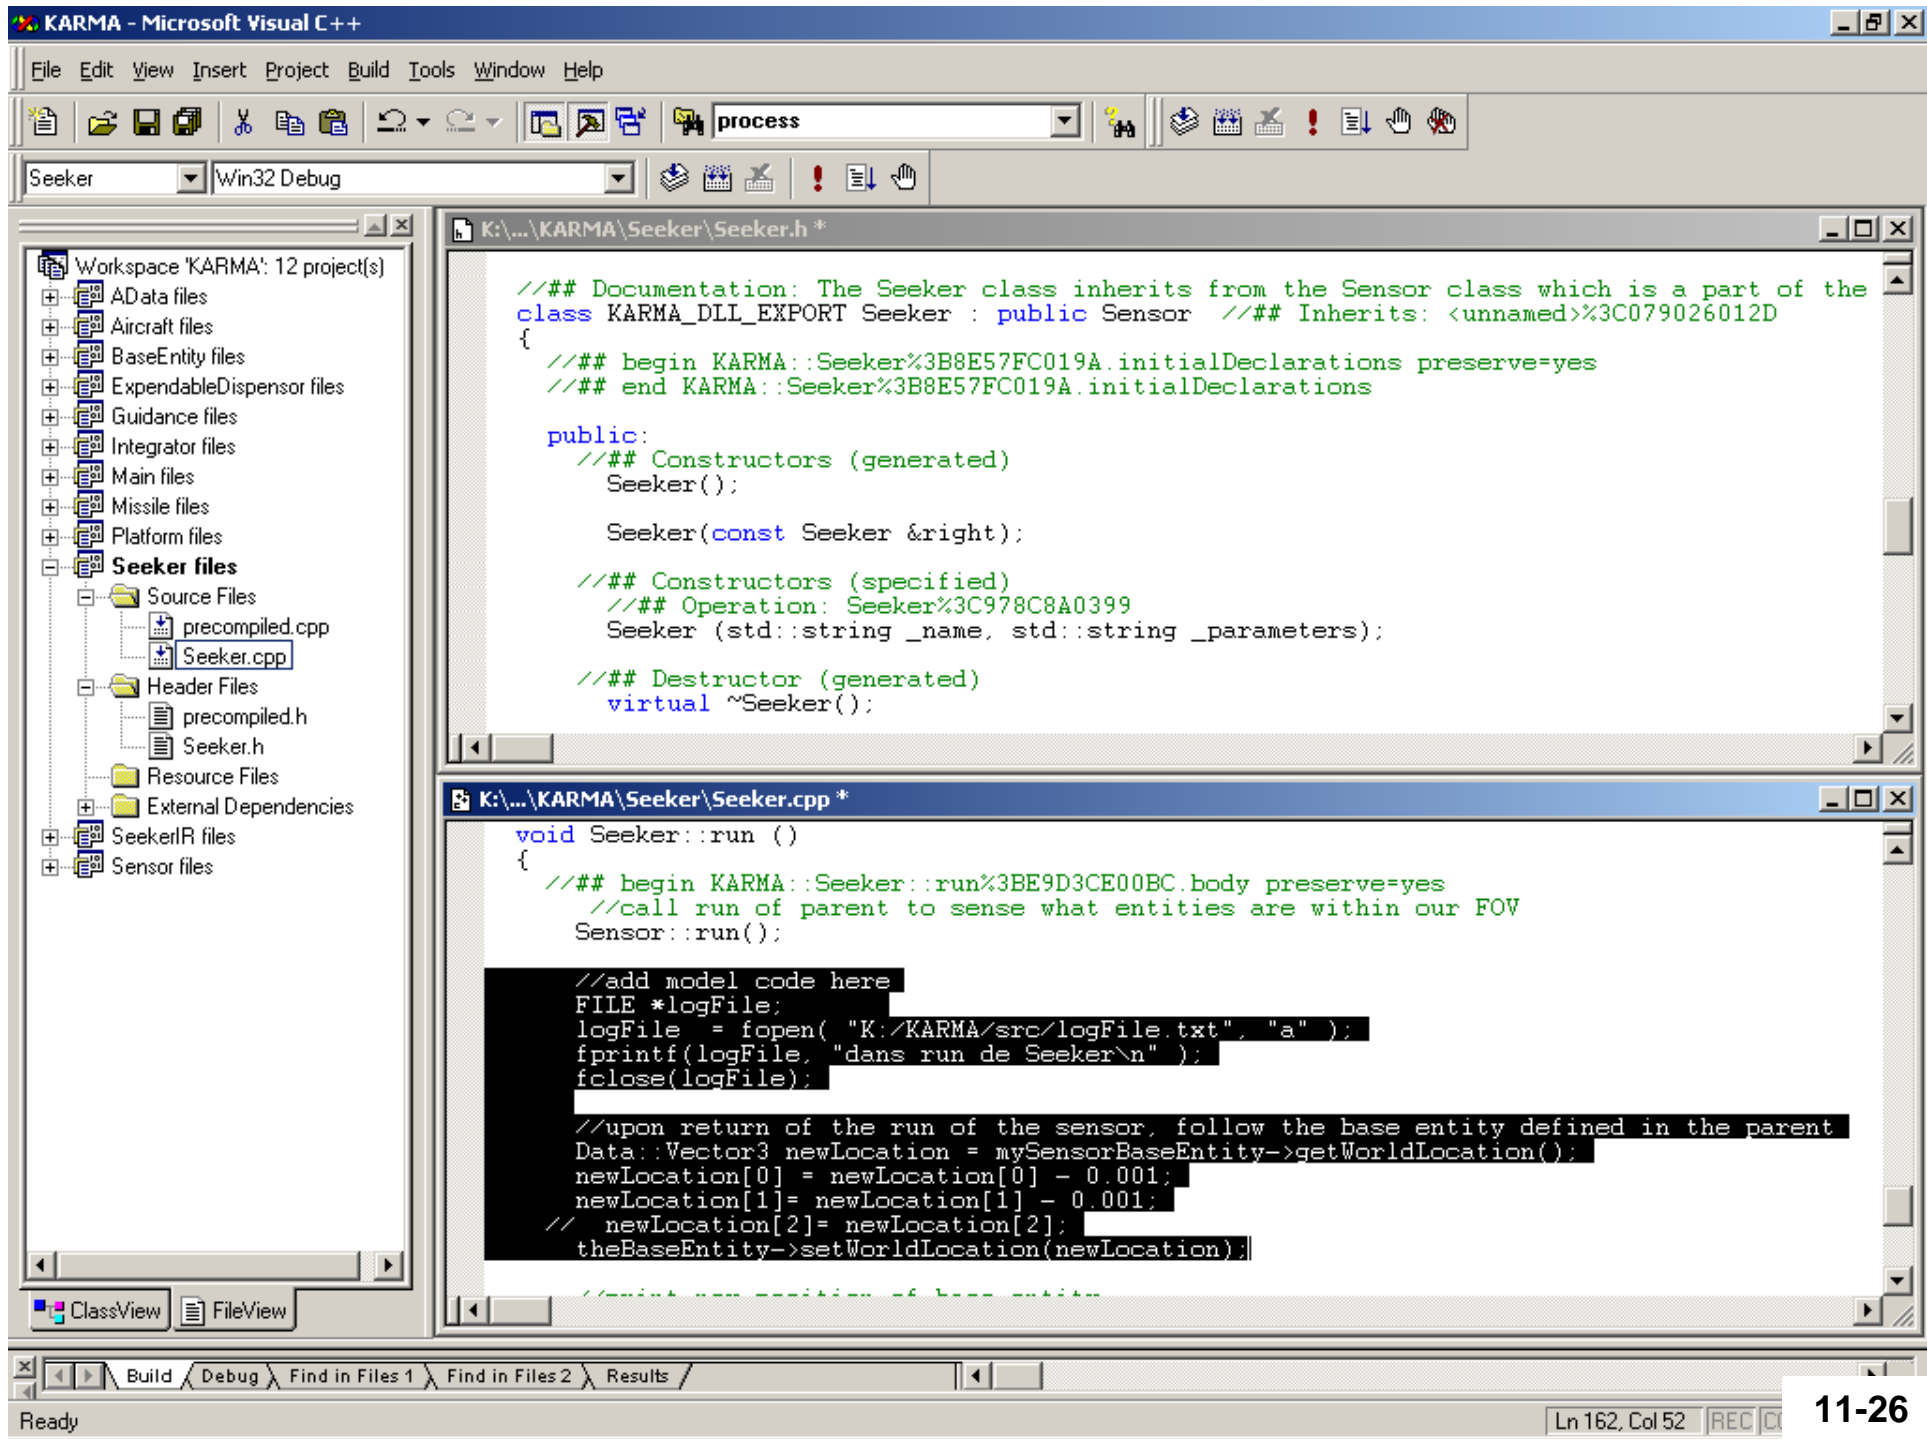 KARMA - Microsoft Visual C++
File Edit View Insert Project Build Tools Window Help
process
Seeker Win32 Debug
Workspace 'KARMA': 12 project(s)
AData files
Aircraft files
BaseEntity files
ExpendableDispensor files
Guidance files
Integrator files
Main files
Missile files
Platform files
Seeker files
Source Files
precompiled.cpp
Seeker.cpp
Header Files
precompiled.h
Seeker.h
Resource Files
External Dependencies
SeekerIR files
Sensor files
ClassView FileView
K:\...\KARMA\Seeker\Seeker.h *
//## Documentation: The Seeker class inherits from the Sensor class which is a part of the
class KARMA_DLL_EXPORT Seeker : public Sensor //## Inherits: <unnamed>%3C079026012D
{
//## begin KARMA::Seeker%3B8E57FC019A.initialDeclarations preserve=yes
//## end KARMA::Seeker%3B8E57FC019A.initialDeclarations
public:
//## Constructors (generated)
Seeker();
Seeker(const Seeker &right);
//## Constructors (specified)
//## Operation: Seeker%3C978C8A0399
Seeker (std::string _name, std::string _parameters);
//## Destructor (generated)
virtual ~Seeker();
K:\...\KARMA\Seeker\Seeker.cpp *
void Seeker::run ()
{
//## begin KARMA::Seeker::run%3BE9D3CE00BC.body preserve=yes
//call run of parent to sense what entities are within our FOV
Sensor::run();
//add model code here
FILE *logFile;
logFile = fopen( "K:/KARMA/src/logFile.txt", "a" );
fprintf(logFile, "dans run de Seeker\n" );
fclose(logFile);
//upon return of the run of the sensor, follow the base entity defined in the parent
Data::Vector3 newLocation = mySensorBaseEntity->getWorldLocation();
newLocation[0] = newLocation[0] - 0.001;
newLocation[1]= newLocation[1] - 0.001;
// newLocation[2]= newLocation[2];
theBaseEntity->setWorldLocation(newLocation);
Build Debug Find in Files 1 Find in Files 2 Results
Ready
Ln 162, Col 52 REC
11-26